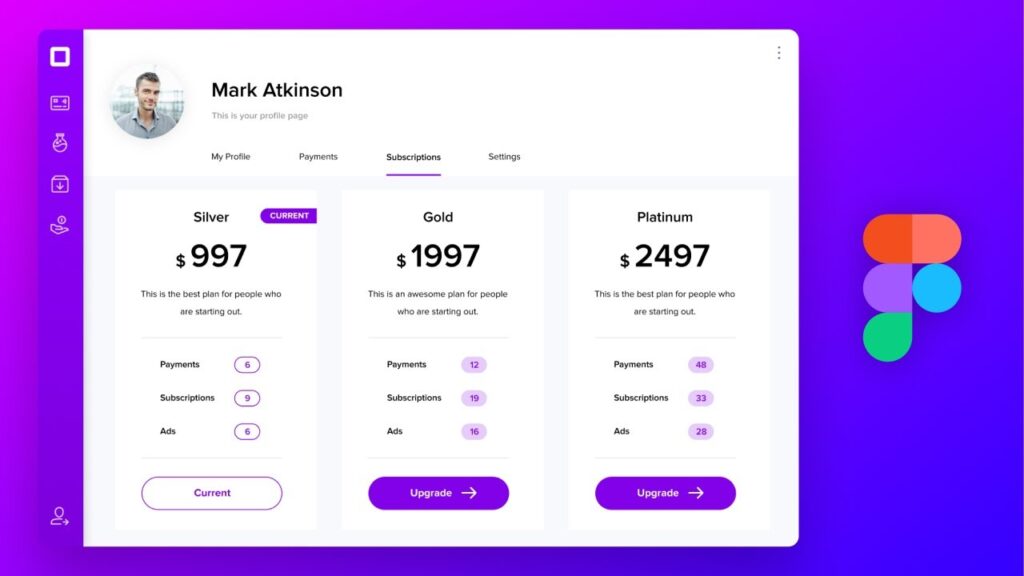 Mark Atkinson
This is your profile page
My Profile
Payments
Subscriptions
Settings
Silver
CURRENT
$ 997
This is the best plan for people who
are starting out.
Payments 6
Subscriptions 9
Ads 6
Current
Gold
$ 1997
This is an awesome plan for people
who are starting out.
Payments 12
Subscriptions 19
Ads 16
Upgrade
Platinum
$ 2497
This is the best plan for people who
are starting out.
Payments 48
Subscriptions 33
Ads 28
Upgrade